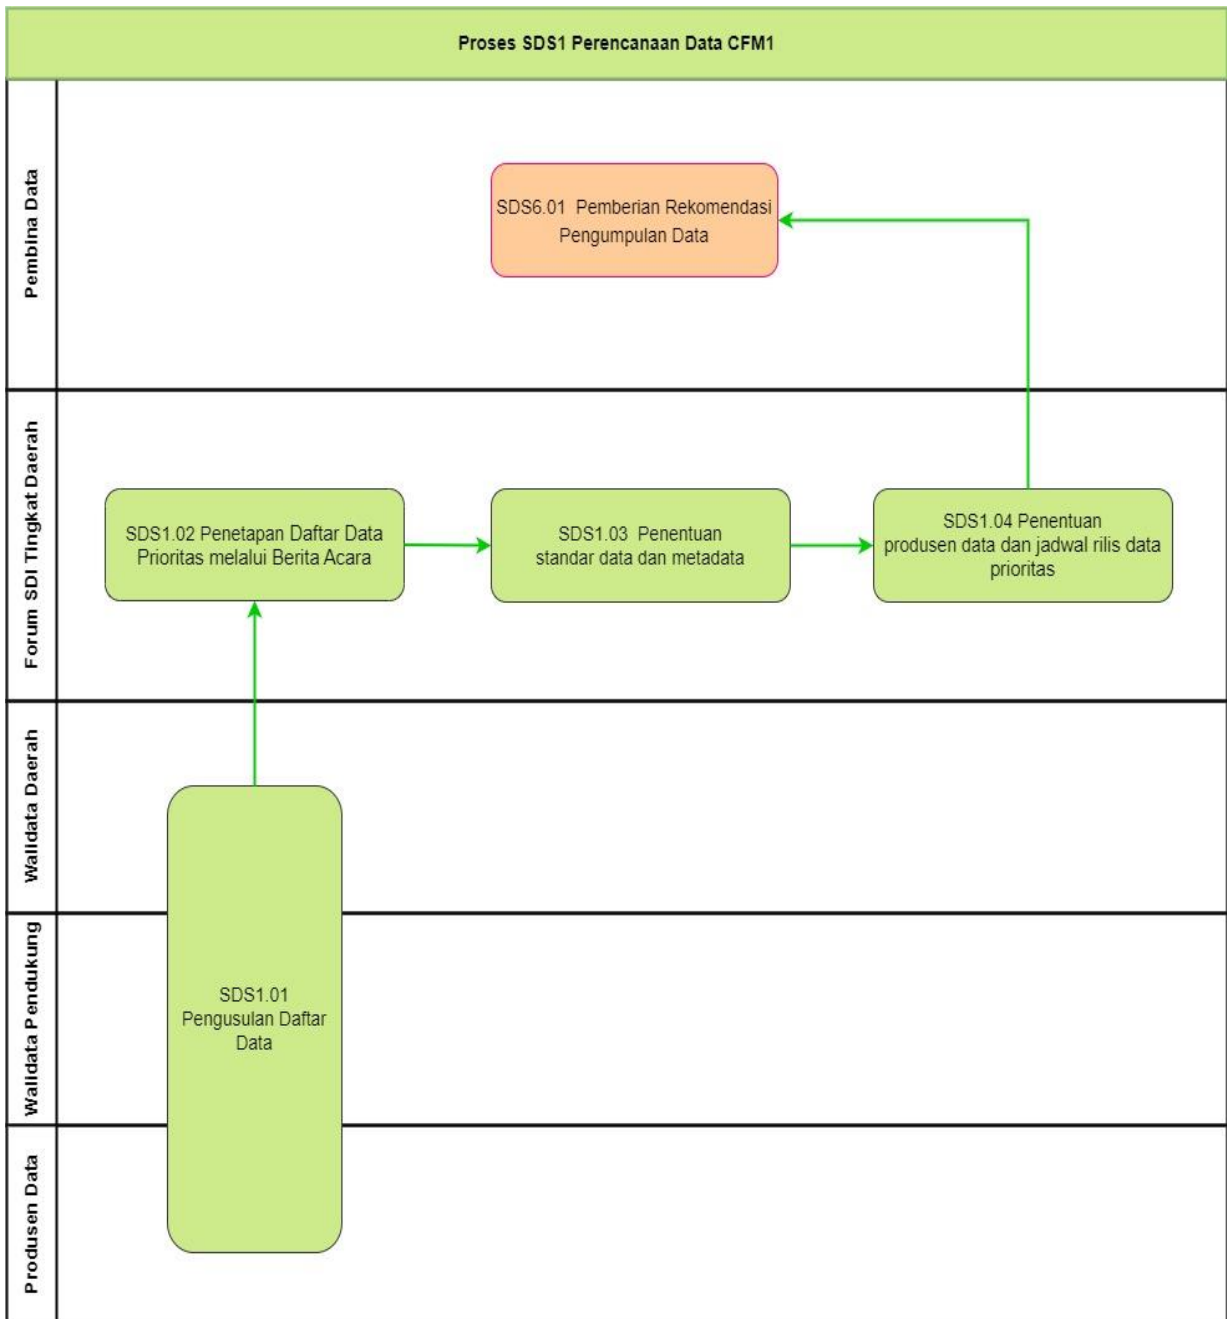 Proses SDS1 Perencanaan Data CFM1
Pembina Data
SDS6.01 Pemberian Rekomendasi
Pengumpulan Data
Forum SDI Tingkat Daerah
SDS1.02 Penetapan Daftar Data
Prioritas melalui Berita Acara
SDS1.03 Penentuan
standar data dan metadata
SDS1.04 Penentuan
produsen data dan jadwal rilis data
prioritas
Walidata Daerah
Walidata Pendukung
SDS1.01
Pengusulan Daftar
Data
Produsen Data